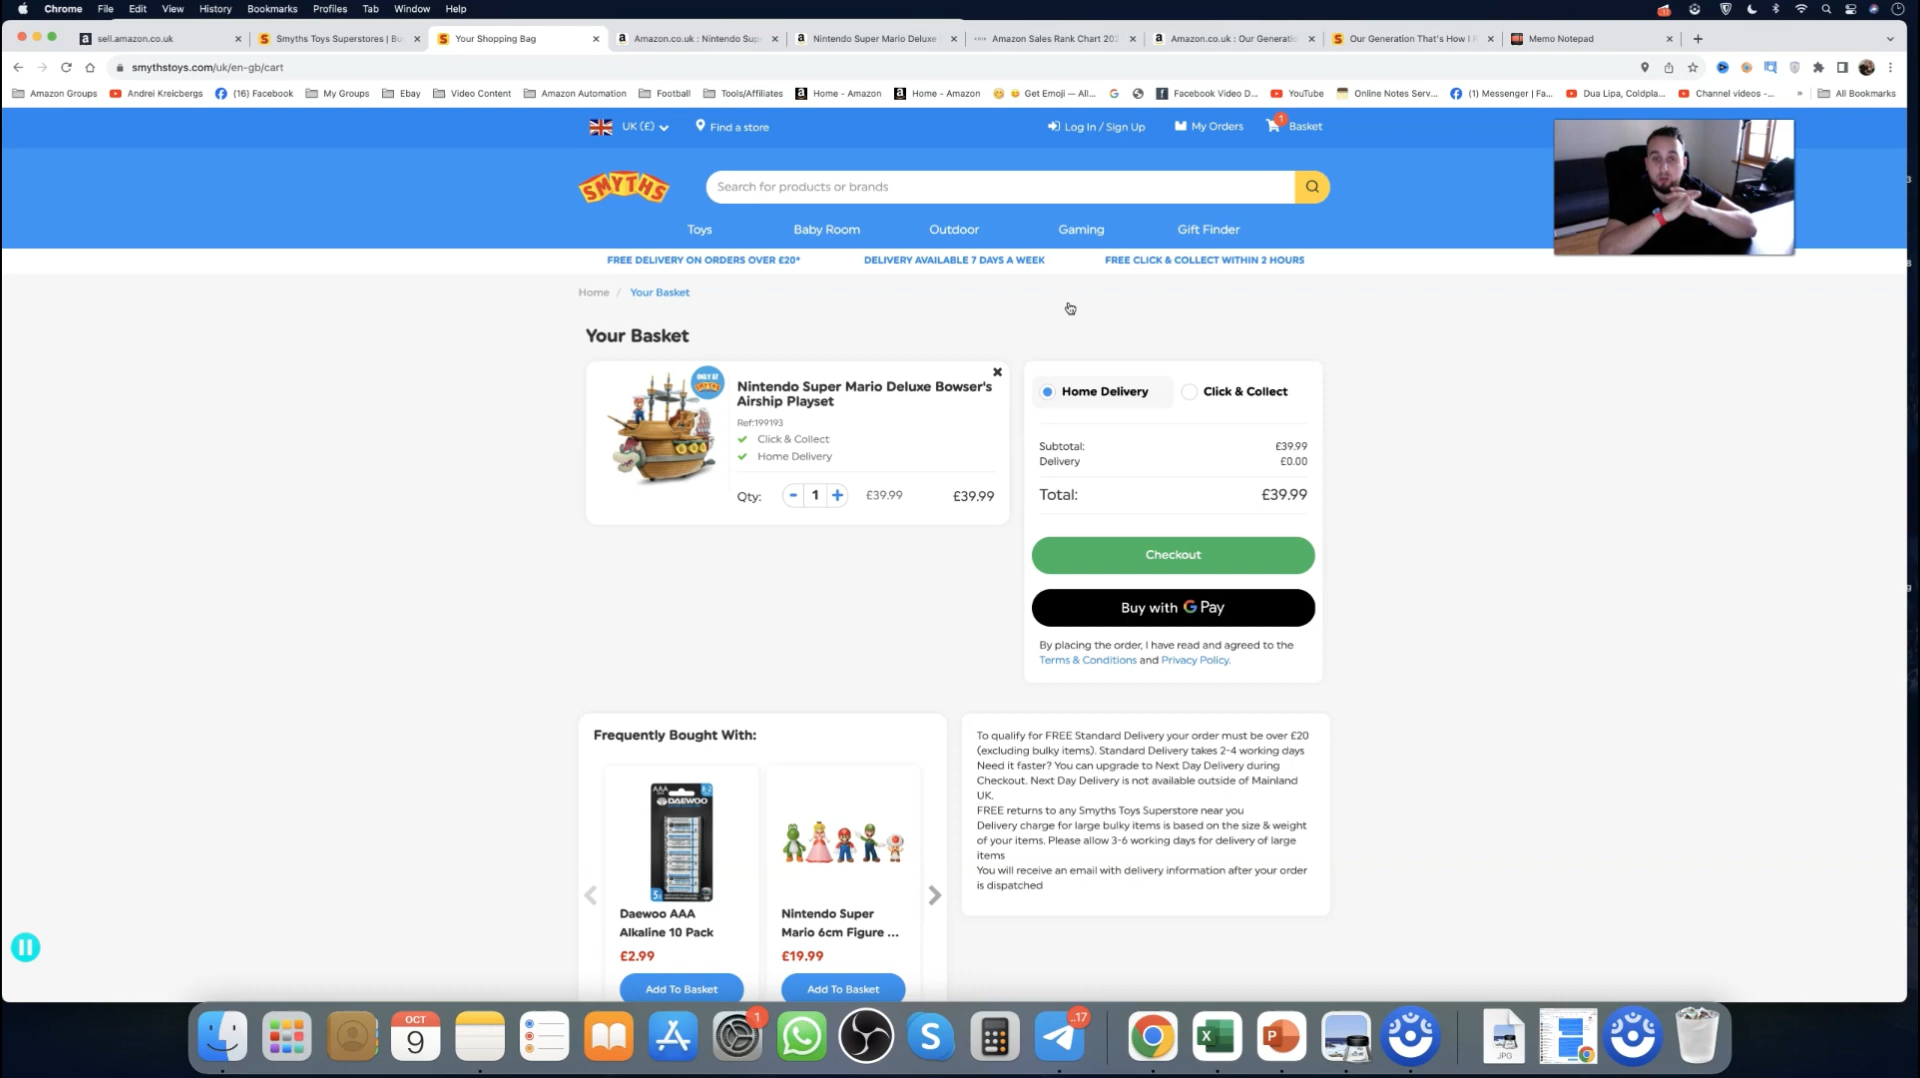 Chrome File Edit View History Bookmarks Profiles Tab Window Help
sell.amazon.co.uk
Smyths Toys Superstores | Bu
Your Shopping Bag
Amazon.co.uk : Nintendo Sup
Nintendo Super Mario Deluxe
Amazon Sales Rank Chart 202
Amazon.co.uk : Our Generatio
Our Generation That's How I R
Memo Notepad
smythstoys.com/uk/en-gb/cart
Amazon Groups
Andrei Kreicbergs
(16) Facebook
My Groups
Ebay
Video Content
Amazon Automation
Football
Tools/Affiliates
Home - Amazon
Home - Amazon
Get Emoji — All...
Facebook Video D...
YouTube
Online Notes Serv...
(1) Messenger | Fa...
Dua Lipa, Coldpla...
Channel videos -...
All Bookmarks
UK (£)
Find a store
Log In / Sign Up
My Orders
1
Basket
SMYTHS
Search for products or brands
Toys
Baby Room
Outdoor
Gaming
Gift Finder
FREE DELIVERY ON ORDERS OVER £20*
DELIVERY AVAILABLE 7 DAYS A WEEK
FREE CLICK & COLLECT WITHIN 2 HOURS
Home / Your Basket
Your Basket
ONLY AT
SMYTHS
Nintendo Super Mario Deluxe Bowser's
Airship Playset
Ref:199193
Click & Collect
Home Delivery
Qty: - 1 + £39.99 £39.99
Home Delivery
Click & Collect
Subtotal: £39.99
Delivery £0.00
Total: £39.99
Checkout
Buy with G Pay
By placing the order, I have read and agreed to the
Terms & Conditions and Privacy Policy.
Frequently Bought With:
AAA
DAEWOO
Daewoo AAA
Alkaline 10 Pack
£2.99
Add To Basket
Nintendo Super
Mario 6cm Figure ...
£19.99
Add To Basket
To qualify for FREE Standard Delivery your order must be over £20
(excluding bulky items). Standard Delivery takes 2-4 working days
Need it faster? You can upgrade to Next Day Delivery during
Checkout. Next Day Delivery is not available outside of Mainland
UK.
FREE returns to any Smyths Toys Superstore near you
Delivery charge for large bulky items is based on the size & weight
of your items. Please allow 3-6 working days for delivery of large
items
You will receive an email with delivery information after your order
is dispatched
OCT
9
1
..17
JPG